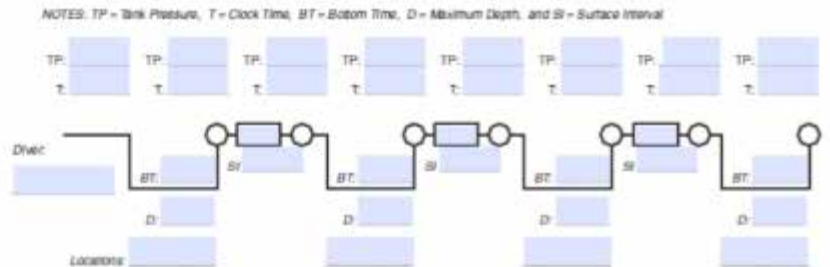 NOTES: TP = Tank Pressure, T = Clock Time, BT = Bottom Time, D = Maximum Depth, and SI = Surface Interval
TP: TP: TP: TP: TP: TP: TP: TP:
T: T: T: T: T: T: T: T:
Diver:
SI SI SI
BT: BT: BT: BT:
D: D: D: D:
Locations